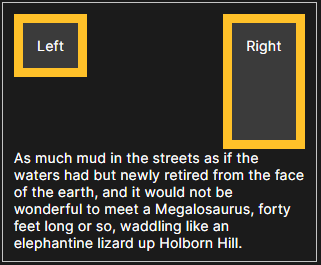 Left
Right
As much mud in the streets as if the
waters had but newly retired from the face
of the earth, and it would not be
wonderful to meet a Megalosaurus, forty
feet long or so, waddling like an
elephantine lizard up Holborn Hill.